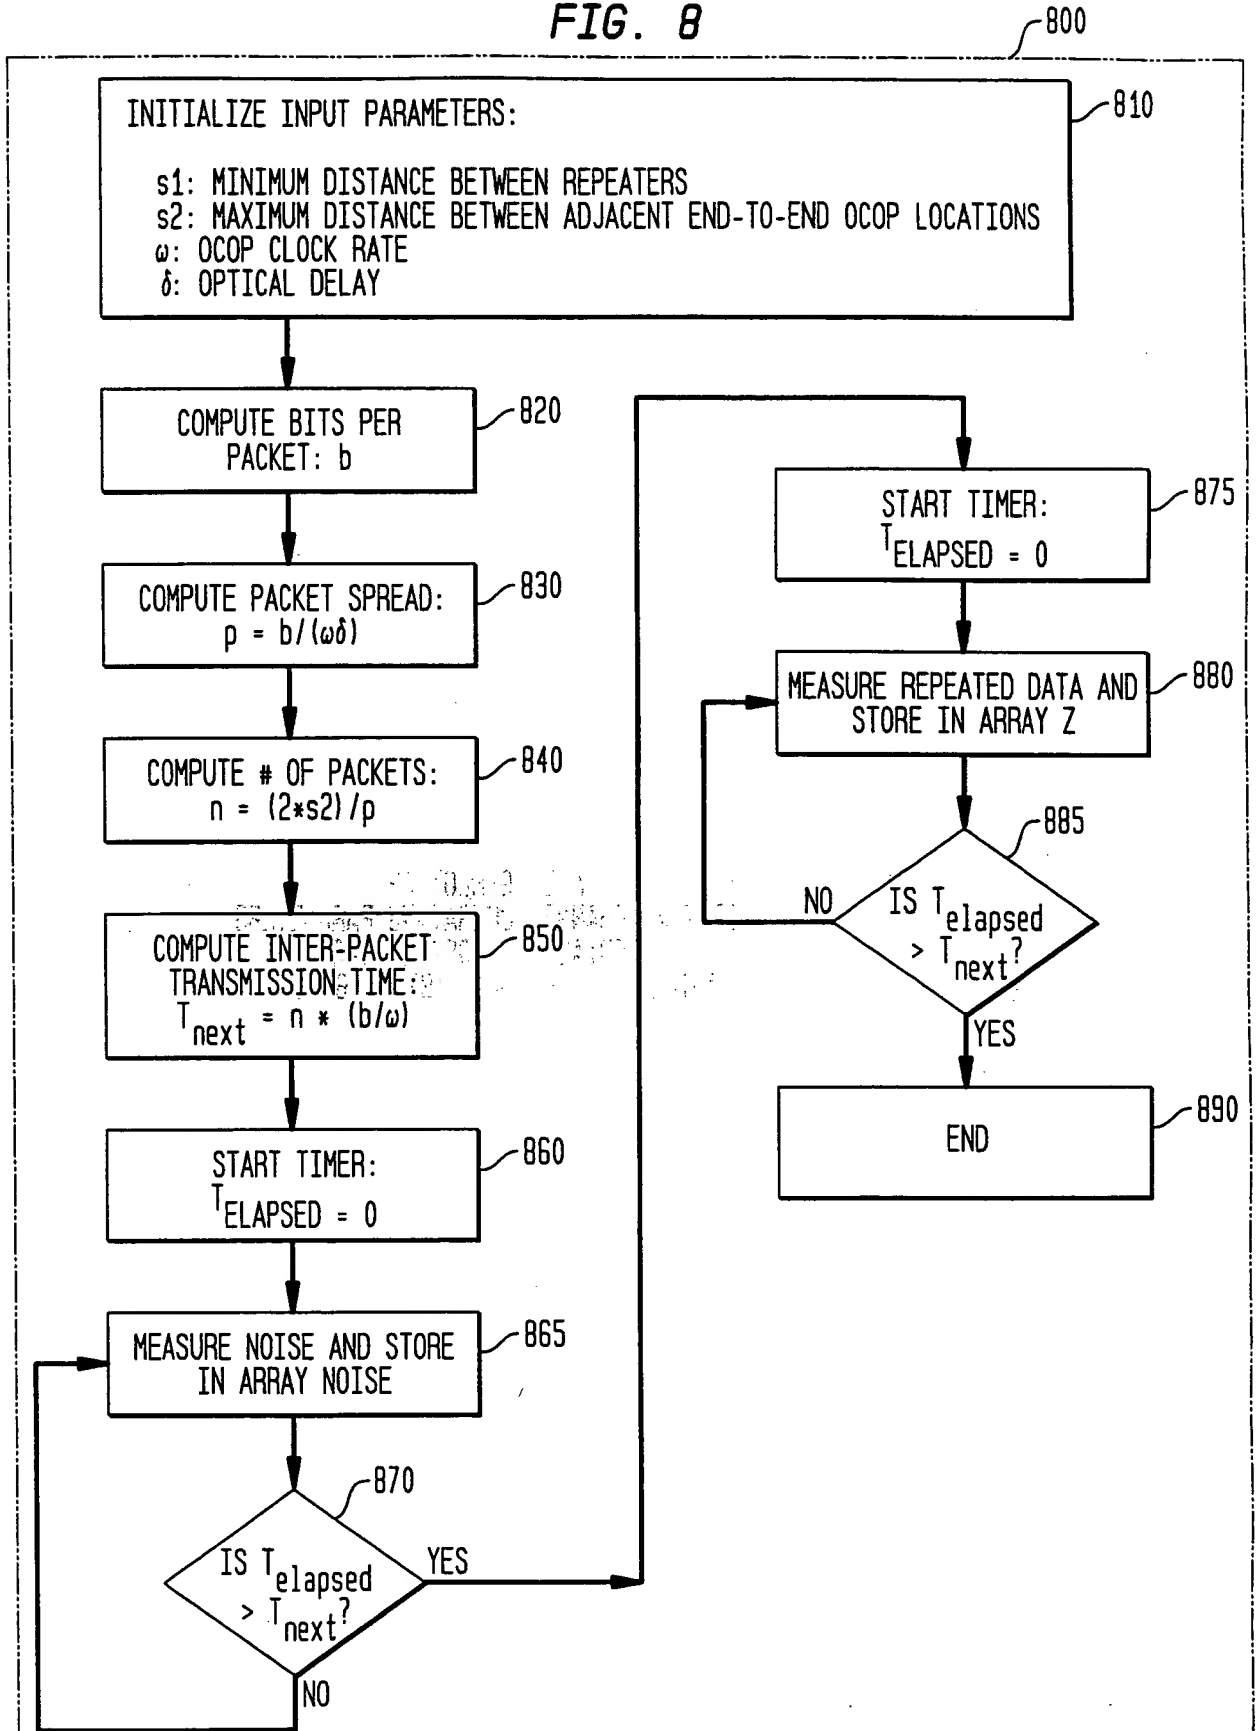 FIG. 8
800
INITIALIZE INPUT PARAMETERS:
810
s1: MINIMUM DISTANCE BETWEEN REPEATERS
s2: MAXIMUM DISTANCE BETWEEN ADJACENT END-TO-END OCOP LOCATIONS
ω: OCOP CLOCK RATE
δ: OPTICAL DELAY
COMPUTE BITS PER
PACKET: b
820
COMPUTE PACKET SPREAD:
p = b/(ωδ)
830
COMPUTE # OF PACKETS:
n = (2*s2)/p
840
COMPUTE INTER-PACKET
TRANSMISSION TIME:
Tnext = n * (b/ω)
850
START TIMER:
TELAPSED = 0
860
MEASURE NOISE AND STORE
IN ARRAY NOISE
865
870
IS Telapsed
> Tnext?
YES
NO
START TIMER:
TELAPSED = 0
875
MEASURE REPEATED DATA AND
STORE IN ARRAY Z
880
885
IS Telapsed
> Tnext?
NO
YES
END
890